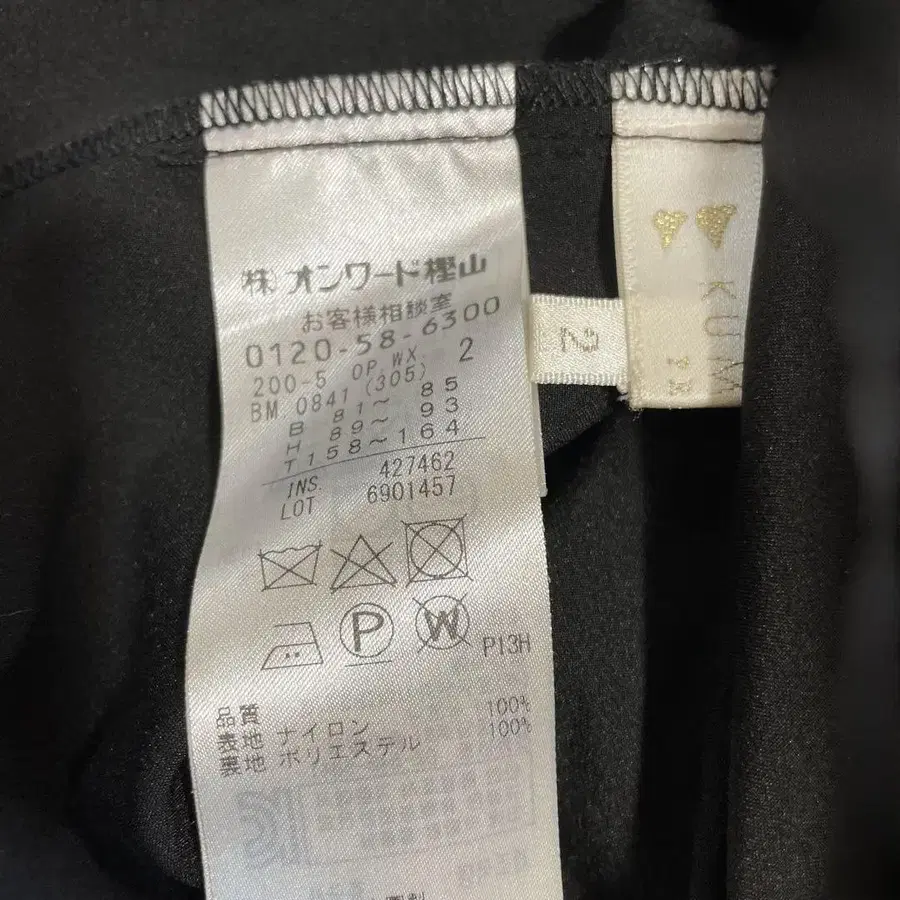 株 オンワード樫山
お客様相談室
0120-58-6300
200-5 OP.WX. 2
BM 0841 (305)
B 81～85
H 89～93
T158～164
INS. 427462
LOT 6901457
P W
P13H
品質
表地 ナイロン 100%
裏地 ポリエステル 100%
KUM